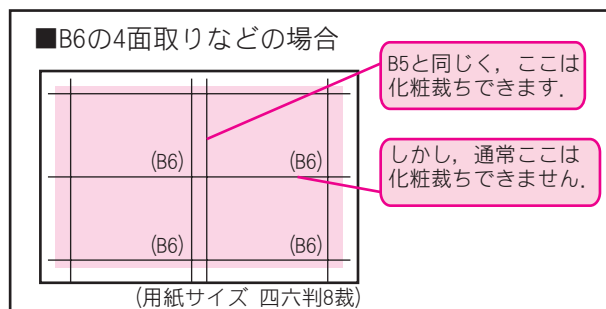 ■B6の4面取りなどの場合
B5と同じく，ここは
化粧裁ちできます．
しかし，通常ここは
化粧裁ちできません．
(B6)
(B6)
(B6)
(B6)
(用紙サイズ 四六判8裁)